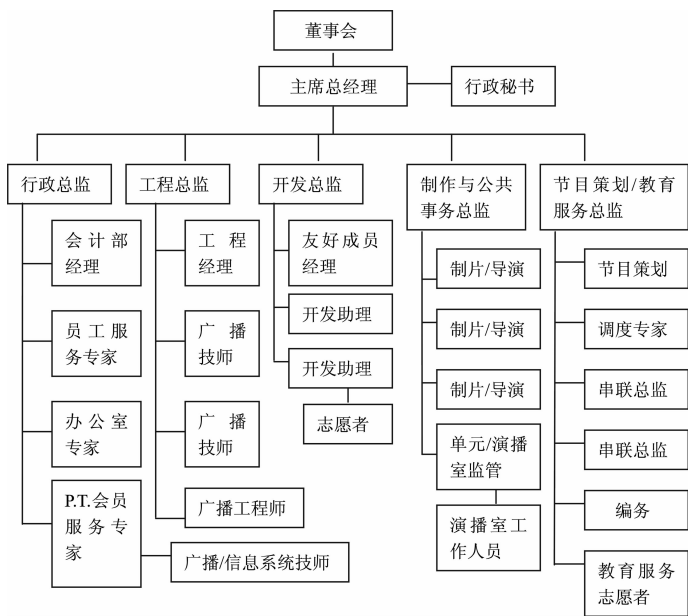 董事会
主席总经理
行政秘书
行政总监
工程总监
开发总监
制作与公共
事务总监
节目策划/教育
服务总监
会计部
经理
员工服
务专家
办公室
专家
P.T.会员
服务专
家
工程
经理
广播
技师
广播
技师
广播工程师
广播/信息系统技师
友好成员
经理
开发助理
开发助理
志愿者
制片/导演
制片/导演
制片/导演
单元/演播
室监管
演播室工
作人员
节目策划
调度专家
串联总监
串联总监
编务
教育服务
志愿者